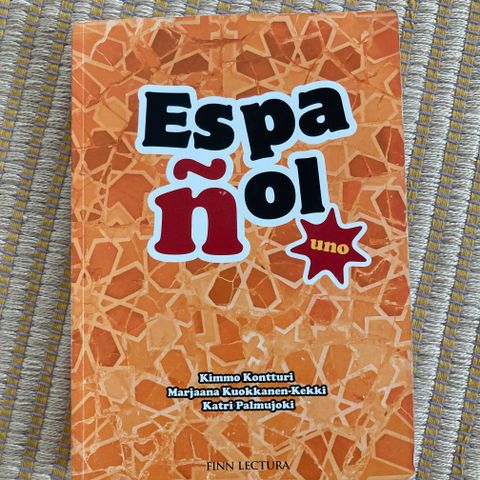 Espa
ñol
uno
Kimmo Kontturi
Marjaana Kuokkanen-Kekki
Katri Palmujoki
FINN LECTURA